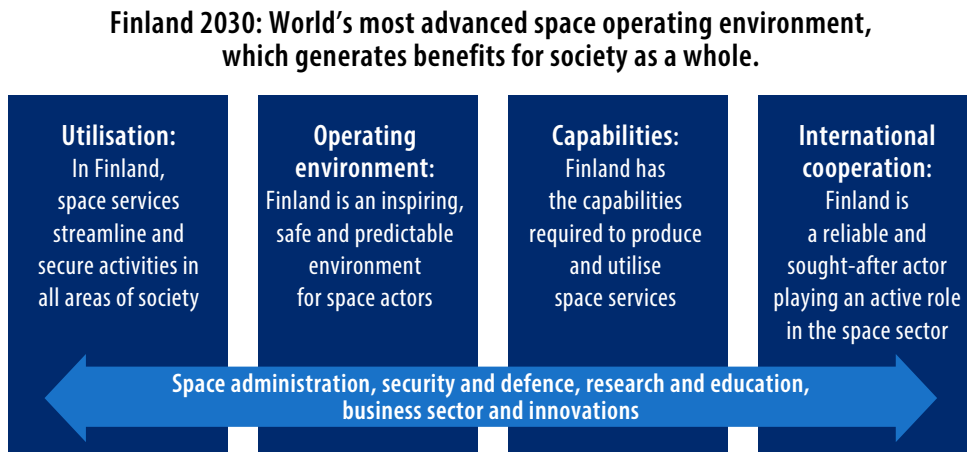 Finland 2030: World’s most advanced space operating environment,
which generates benefits for society as a whole.
Utilisation:
In Finland,
space services
streamline and
secure activities in
all areas of society
Operating
environment:
Finland is an inspiring,
safe and predictable
environment
for space actors
Capabilities:
Finland has
the capabilities
required to produce
and utilise
space services
International
cooperation:
Finland is
a reliable and
sought-after actor
playing an active role
in the space sector
Space administration, security and defence, research and education,
business sector and innovations